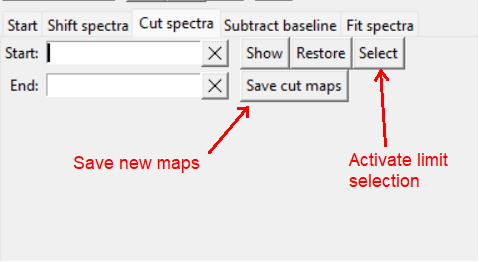 Start Shift spectra Cut spectra Subtract baseline Fit spectra
Start: Show Restore Select
End: Save cut maps
Save new maps
Activate limit
selection